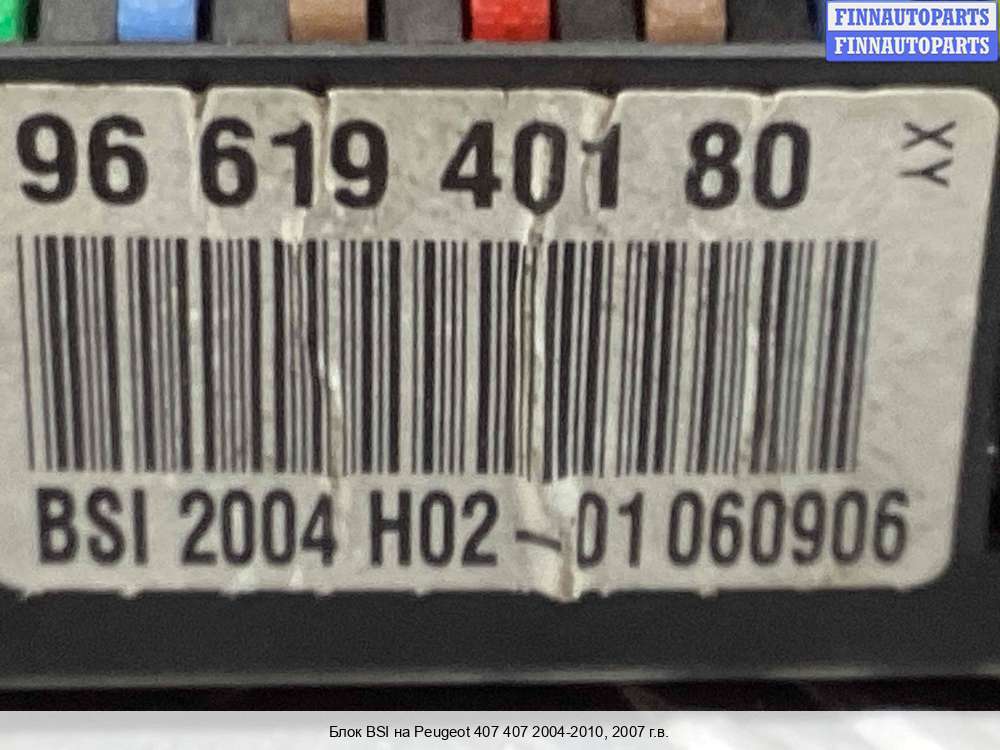 FINNAUTOPARTS
FINNAUTOPARTS
96 619 401 80
XY
BSI 2004 H02-01 060906
Блок BSI на Peugeot 407 407 2004-2010, 2007 г.в.